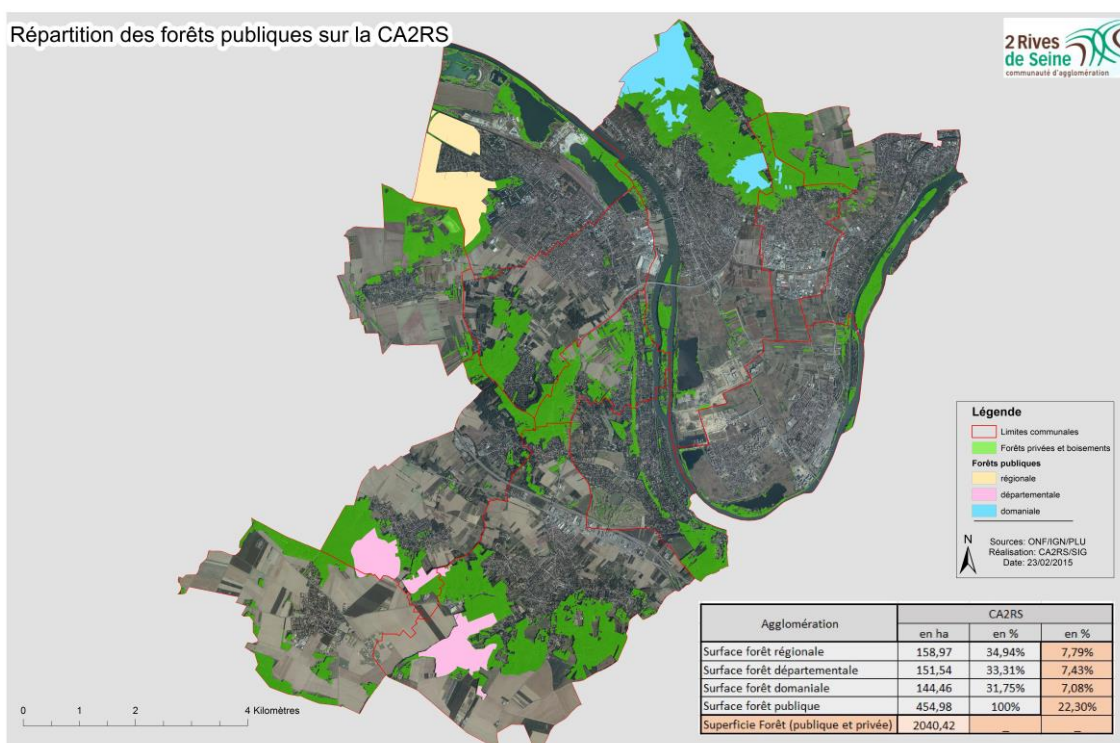 Répartition des forêts publiques sur la CA2RS
2 Rives
de Seine
communauté d'agglomération
Légende
Limites communales
Forêts privées et boisements
Forêts publiques
régionale
départementale
domaniale
N
Sources: ONF/IGN/PLU
Réalisation: CA2RS/SIG
Date: 23/02/2015
Agglomération CA2RS
en ha en % en %
Surface forêt régionale 158,97 34,94% 7,79%
Surface forêt départementale 151,54 33,31% 7,43%
Surface forêt domaniale 144,46 31,75% 7,08%
Surface forêt publique 454,98 100% 22,30%
Superficie Forêt (publique et privée) 2040,42 _ _
0 1 2 4 Kilomètres